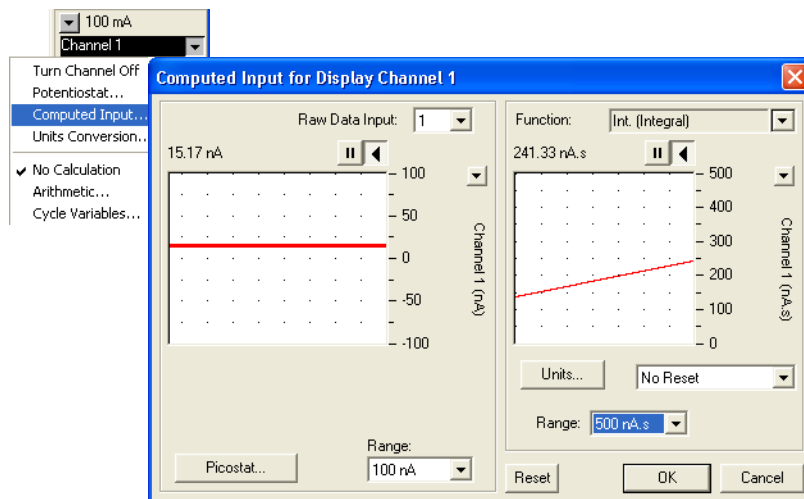 100 mA
Channel 1
Turn Channel Off
Potentiostat...
Computed Input...
Units Conversion..
No Calculation
Arithmetic...
Cycle Variables...
Computed Input for Display Channel 1
Raw Data Input: 1
15.17 nA
100
50
0
-50
-100
Channel 1 (nA)
Picostat...
Range:
100 nA
Function: Int. (Integral)
241.33 nA.s
500
400
300
200
100
0
Channel 1 (nA.s)
Units... No Reset
Range: 500 nA.s
Reset OK Cancel